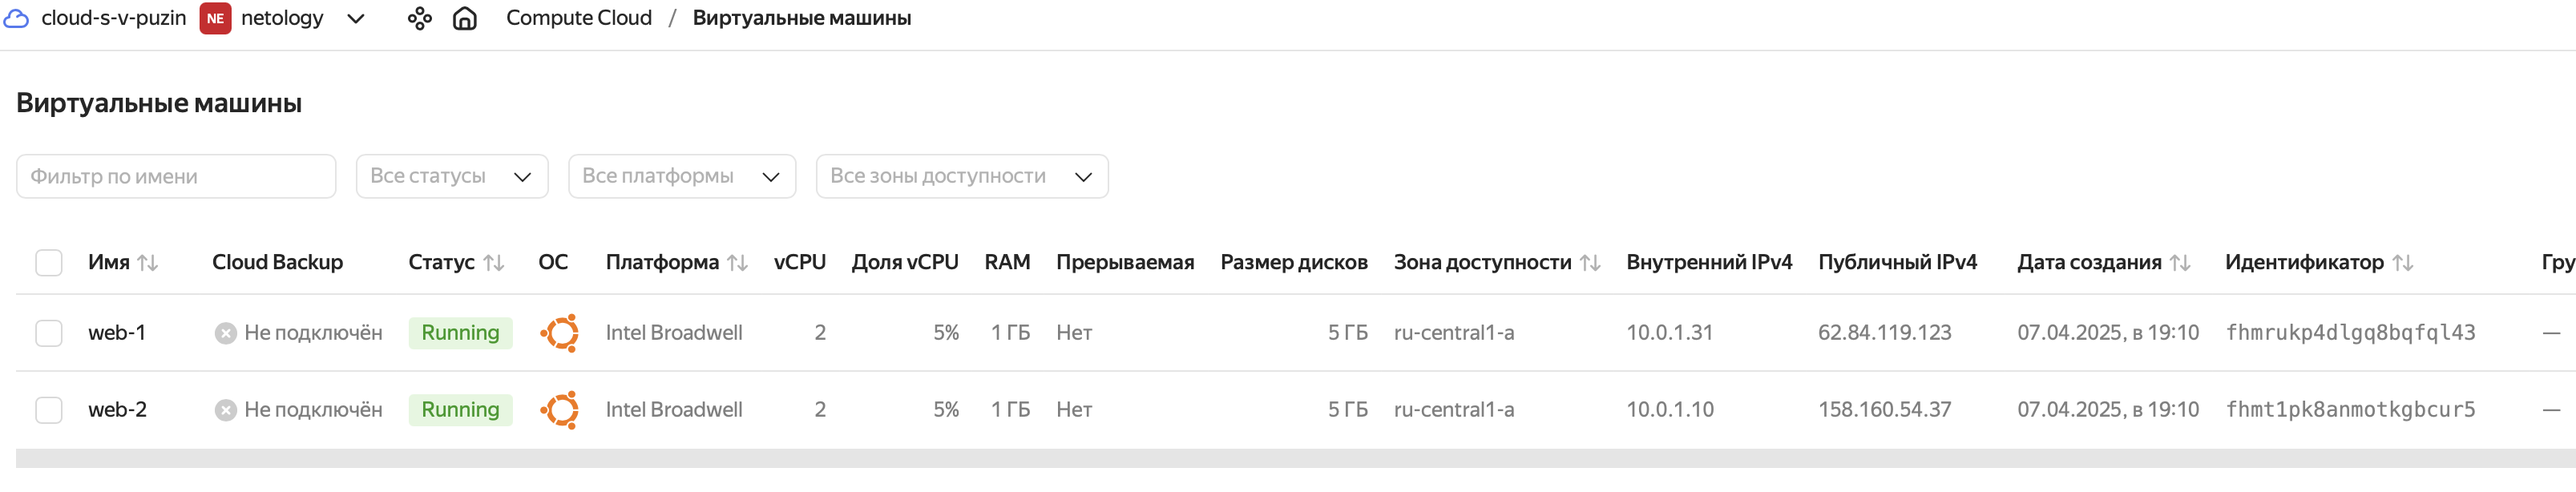 cloud-s-v-puzin NE netology Compute Cloud / Виртуальные машины
Виртуальные машины
Фильтр по имени Все статусы Все платформы Все зоны доступности
Имя Cloud Backup Статус ОС Платформа vCPU Доля vCPU RAM Прерываемая Размер дисков Зона доступности Внутренний IPv4 Публичный IPv4 Дата создания Идентификатор Гру
web-1 Не подключён Running Intel Broadwell 2 5% 1 ГБ Нет 5 ГБ ru-central1-a 10.0.1.31 62.84.119.123 07.04.2025, в 19:10 fhmrukp4dlgq8bqfql43 —
web-2 Не подключён Running Intel Broadwell 2 5% 1 ГБ Нет 5 ГБ ru-central1-a 10.0.1.10 158.160.54.37 07.04.2025, в 19:10 fhmt1pk8anmotkgbcur5 —